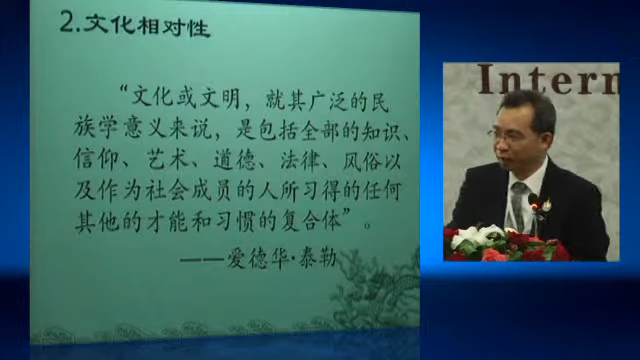 2.文化相对性
“文化或文明，就其广泛的民
族学意义来说，是包括全部的知识、
信仰、艺术、道德、法律、风俗以
及作为社会成员的人所习得的任何
其他的才能和习惯的复合体”。
——爱德华·泰勒
Intern